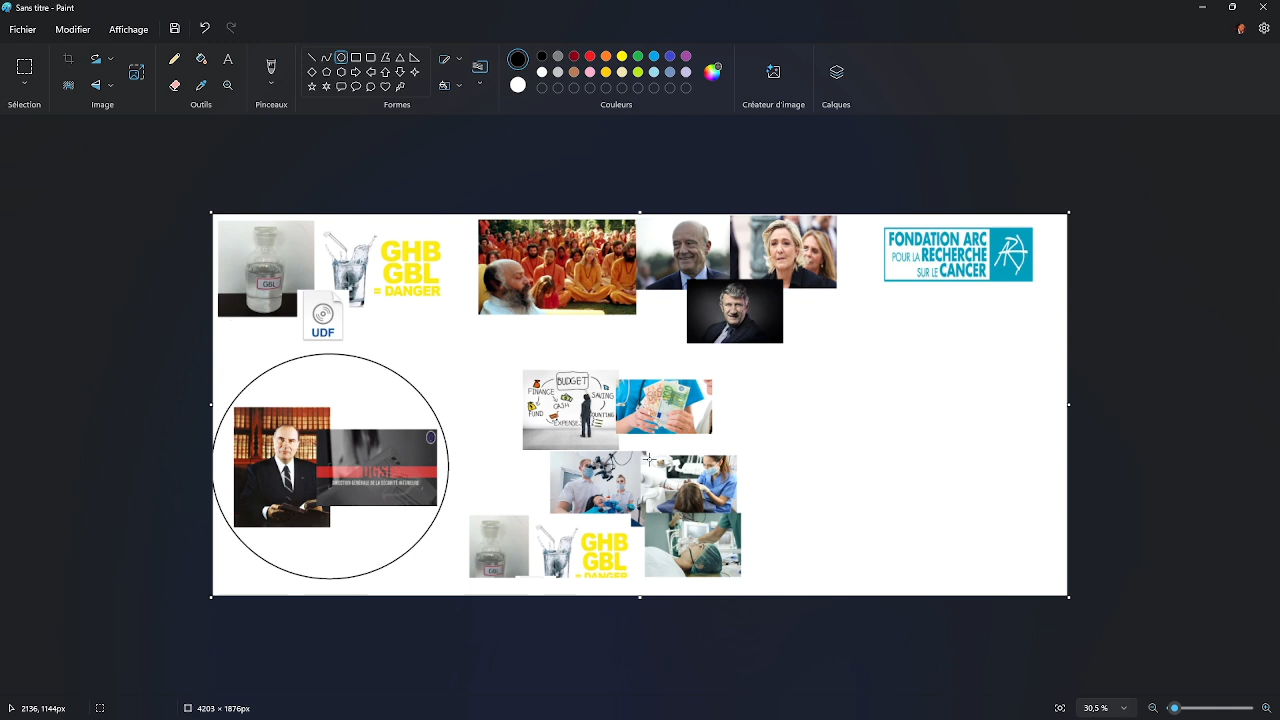 Sans titre - Paint
Fichier Modifier Affichage
Sélection Image Outils Pinceaux Formes Couleurs Créateur d'image Calques
GBL
GHB
GBL
= DANGER
UDF
FONDATION ARC
POUR LA RECHERCHE
SUR LE CANCER
BUDGET
FINANCE
SAVING
CASH
FUND
EXPENSE
DIRECTION GÉNÉRALE DE LA SÉCURITÉ INTÉRIEURE
GHB
GBL
= DANGER
2136, 1144px
4203 × 1876px
30,5 %